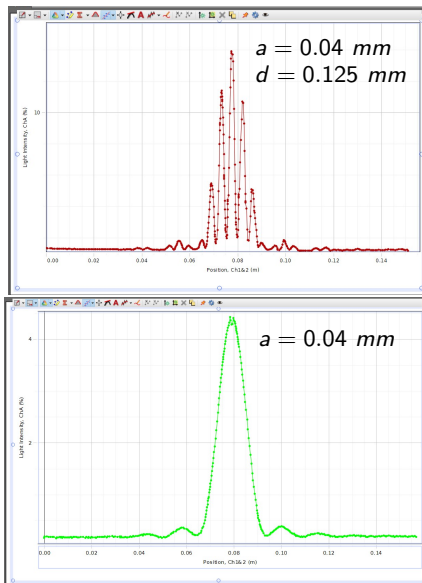 a = 0.04 mm
d = 0.125 mm
10
Light Intensity, ChA (%)
0.00 0.02 0.04 0.06 0.08 0.10 0.12 0.14
Position, Ch1&2 (m)
a = 0.04 mm
4
2
Light Intensity, ChA (%)
0.00 0.02 0.04 0.06 0.08 0.10 0.12 0.14
Position, Ch1&2 (m)